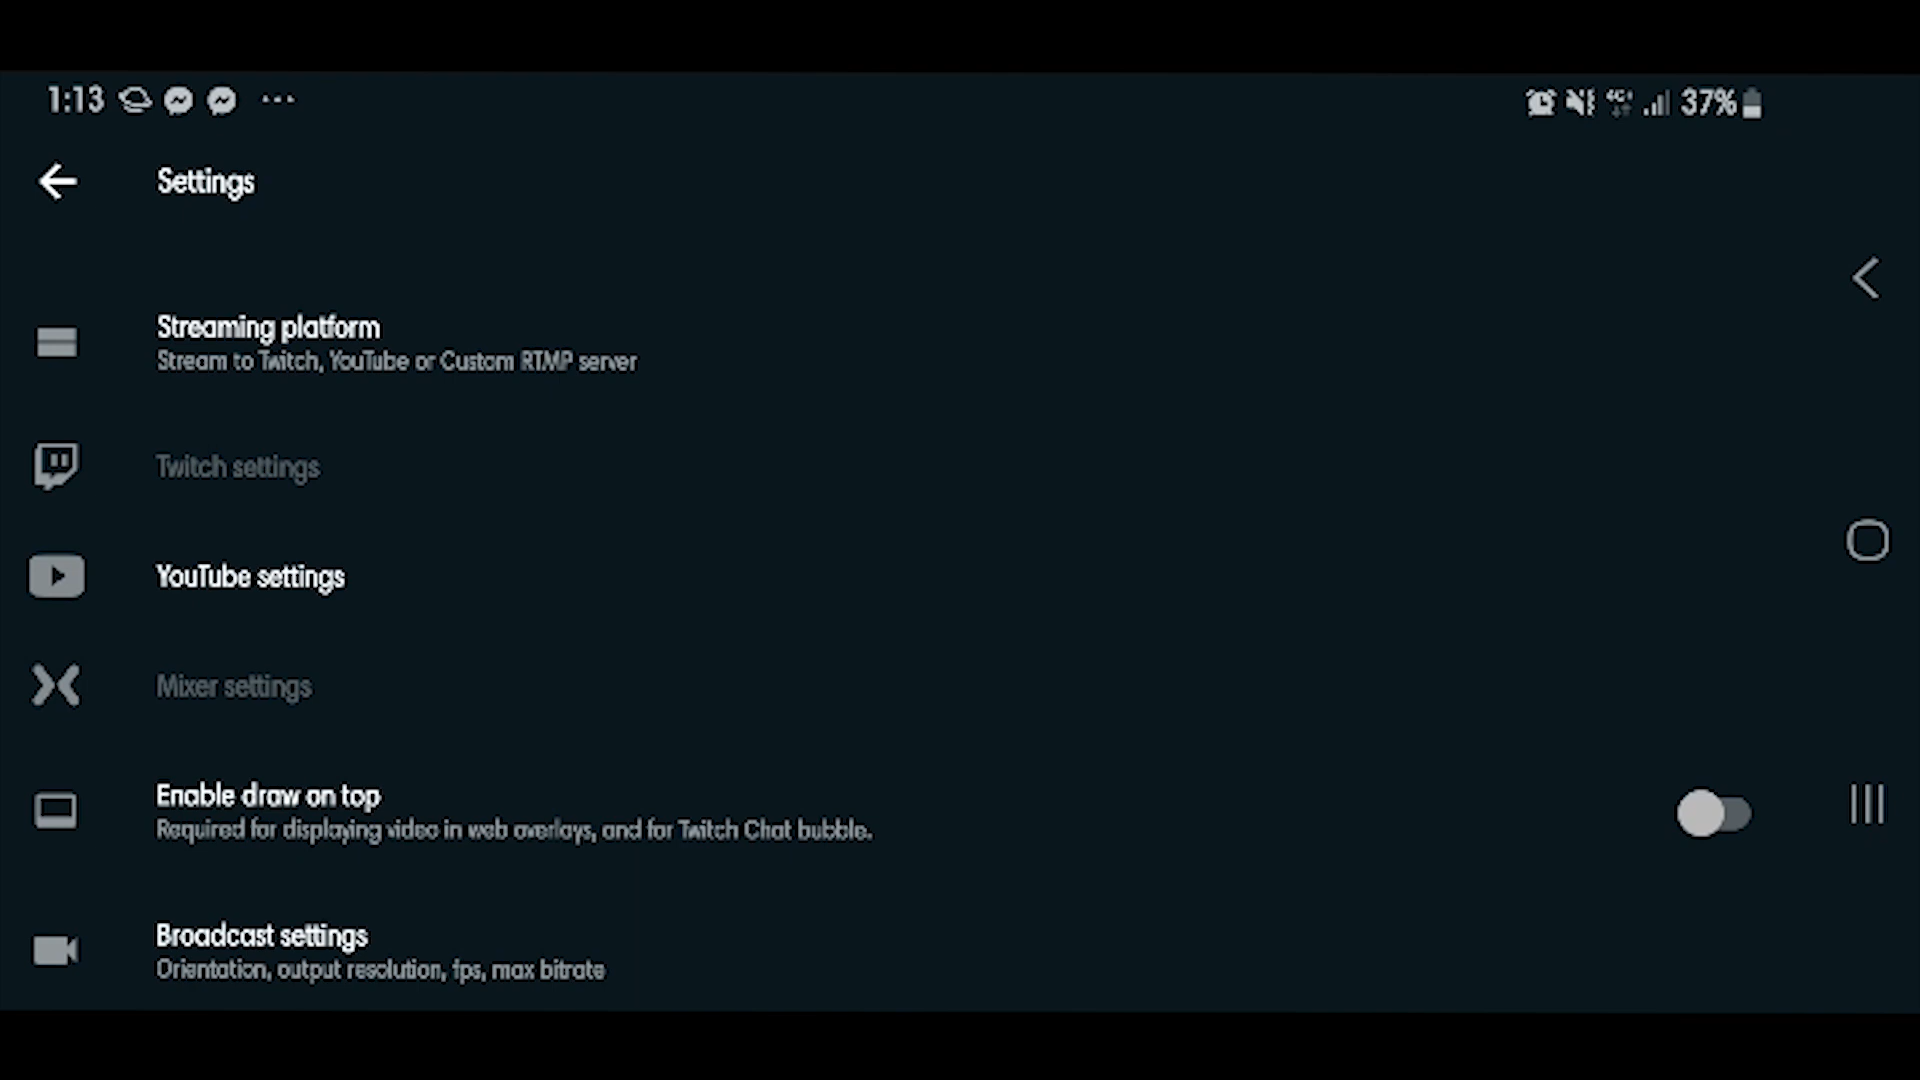 1:13 ... 4G+ 37%
Settings
Streaming platform
Stream to Twitch, YouTube or Custom RTMP server
Twitch settings
YouTube settings
Mixer settings
Enable draw on top
Required for displaying video in web overlays, and for Twitch Chat bubble.
Broadcast settings
Orientation, output resolution, fps, max bitrate